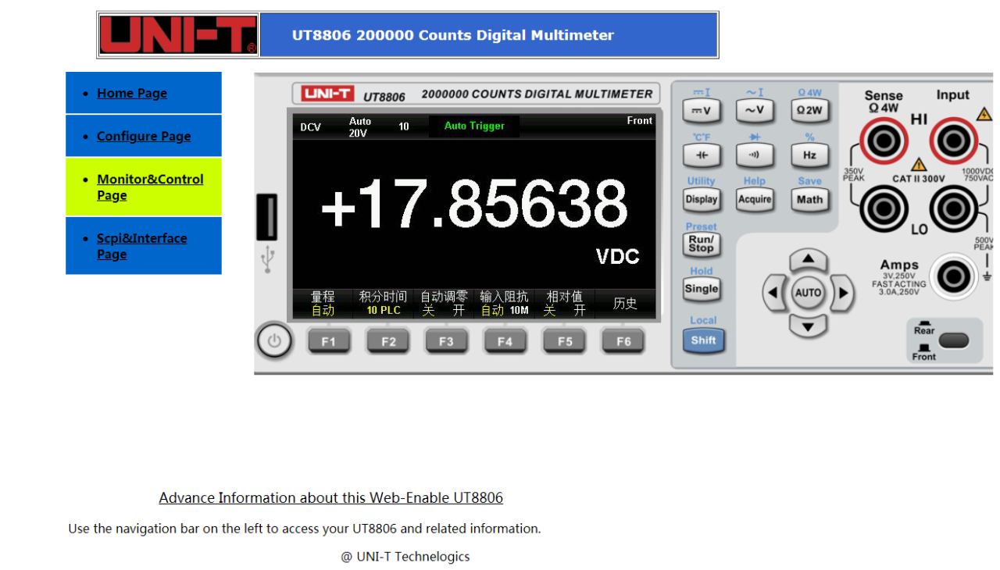 UNI-T®
UT8806 200000 Counts Digital Multimeter
Home Page
Configure Page
Monitor&Control
Page
Scpi&Interface
Page
UNI-T UT8806 2000000 COUNTS DIGITAL MULTIMETER
DCV Auto 20V 10 Auto Trigger Front
+17.85638
VDC
量程 积分时间 自动调零 输入阻抗 相对值 历史
自动 10 PLC 关 开 自动 10M 关 开
F1 F2 F3 F4 F5 F6
⎓I ~I Ω4W
⎓V ~V Ω2W
°C°F %
Hz
Utility Help Save
Display Acquire Math
Preset
Run/
Stop
Hold
Single
Local
Shift
AUTO
Sense
Ω 4W
Input
HI
350V
PEAK
CAT II 300V
1000VDC
750VAC
LO
500V
PEAK
Amps
3V,250V
FAST ACTING
3.0A,250V
Rear
Front
Advance Information about this Web-Enable UT8806
Use the navigation bar on the left to access your UT8806 and related information.
@ UNI-T Technelogics